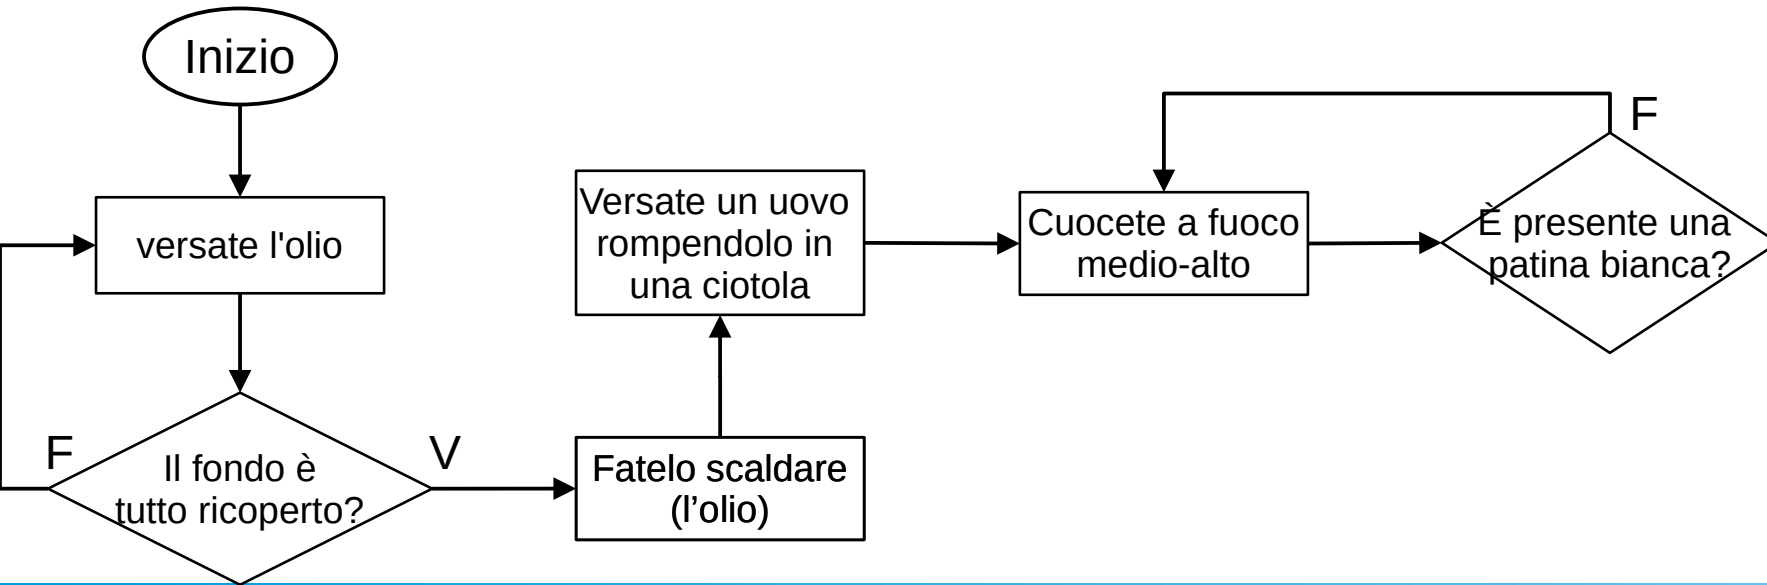 Inizio
versate l'olio
Il fondo è
tutto ricoperto?
F
V
Fatelo scaldare
(l’olio)
Versate un uovo
rompendolo in
una ciotola
Cuocete a fuoco
medio-alto
È presente una
patina bianca?
F